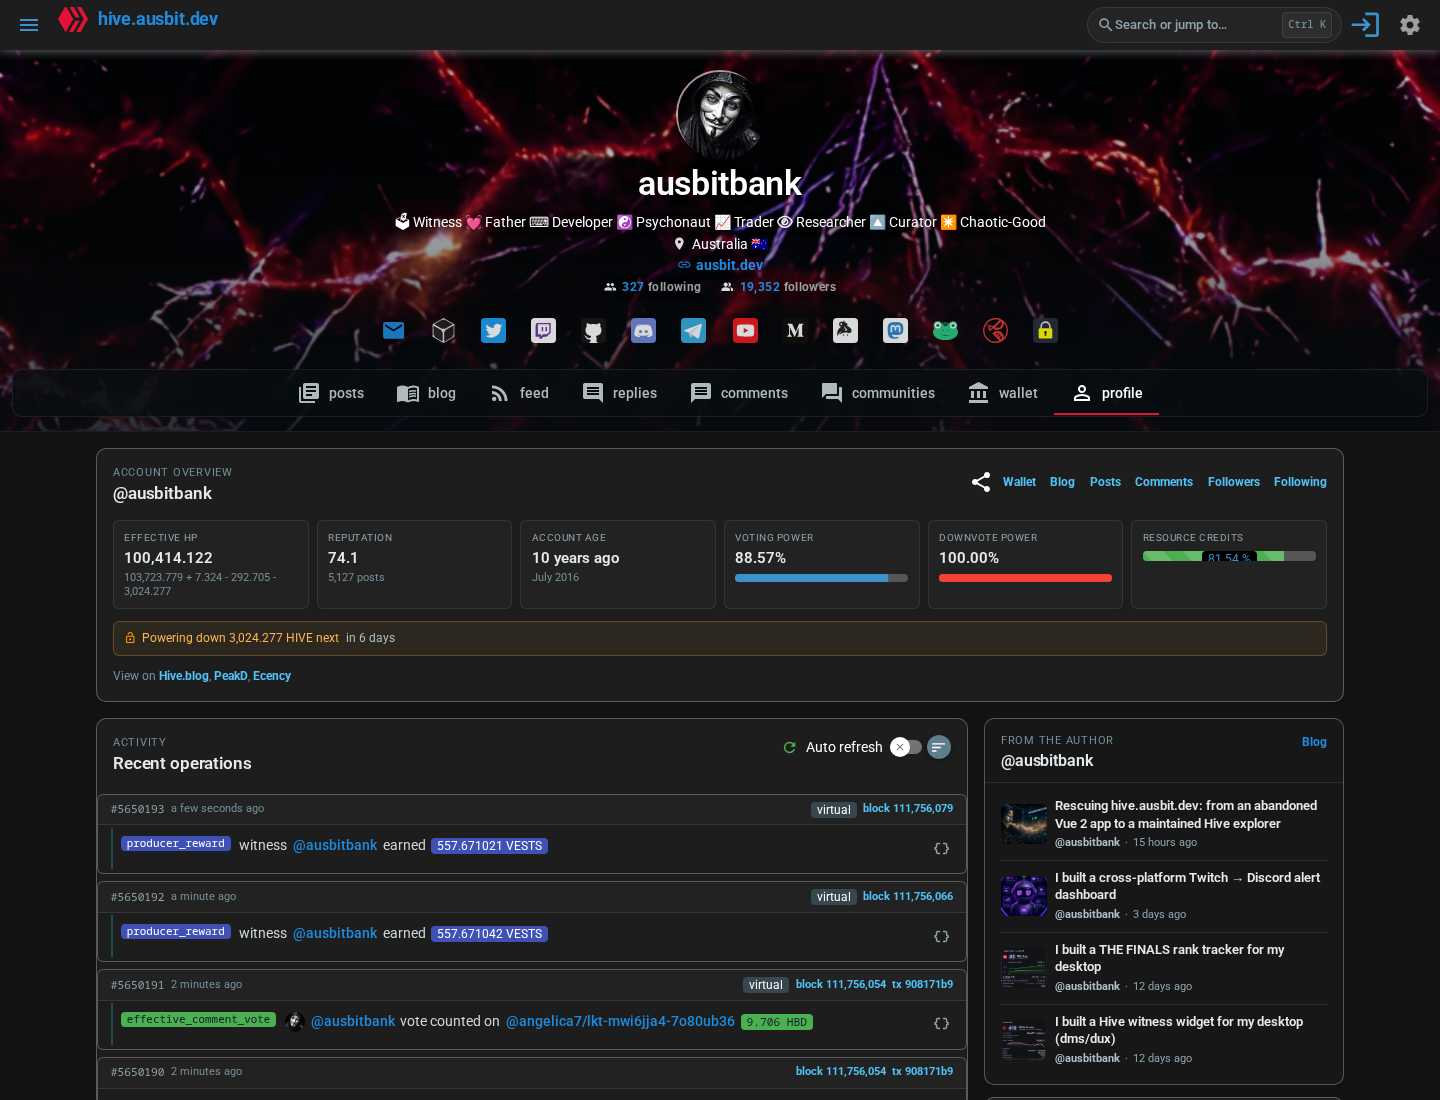 hive.ausbit.dev
Search or jump to...
Ctrl K
ausbitbank
Witness 💓 Father ⌨ Developer ☯ Psychonaut 📈 Trader 👁 Researcher 🔼 Curator ✴ Chaotic-Good
Australia 🇦🇺
ausbit.dev
327 following 19,352 followers
posts blog feed replies comments communities wallet profile
ACCOUNT OVERVIEW
@ausbitbank
Wallet Blog Posts Comments Followers Following
EFFECTIVE HP
100,414.122
103,723.779 + 7.324 - 292.705 -
3,024.277
REPUTATION
74.1
5,127 posts
ACCOUNT AGE
10 years ago
July 2016
VOTING POWER
88.57%
DOWNVOTE POWER
100.00%
RESOURCE CREDITS
81.54 %
Powering down 3,024.277 HIVE next in 6 days
View on Hive.blog, PeakD, Ecency
ACTIVITY
Recent operations
Auto refresh
#5650193 a few seconds ago virtual block 111,756,079
producer_reward witness @ausbitbank earned 557.671021 VESTS
#5650192 a minute ago virtual block 111,756,066
producer_reward witness @ausbitbank earned 557.671042 VESTS
#5650191 2 minutes ago virtual block 111,756,054 tx 908171b9
effective_comment_vote @ausbitbank vote counted on @angelica7/lkt-mwi6jja4-7o80ub36 9.706 HBD
#5650190 2 minutes ago block 111,756,054 tx 908171b9
FROM THE AUTHOR
@ausbitbank
Blog
Rescuing hive.ausbit.dev: from an abandoned
Vue 2 app to a maintained Hive explorer
@ausbitbank · 15 hours ago
I built a cross-platform Twitch → Discord alert
dashboard
@ausbitbank · 3 days ago
I built a THE FINALS rank tracker for my
desktop
@ausbitbank · 12 days ago
I built a Hive witness widget for my desktop
(dms/dux)
@ausbitbank · 12 days ago